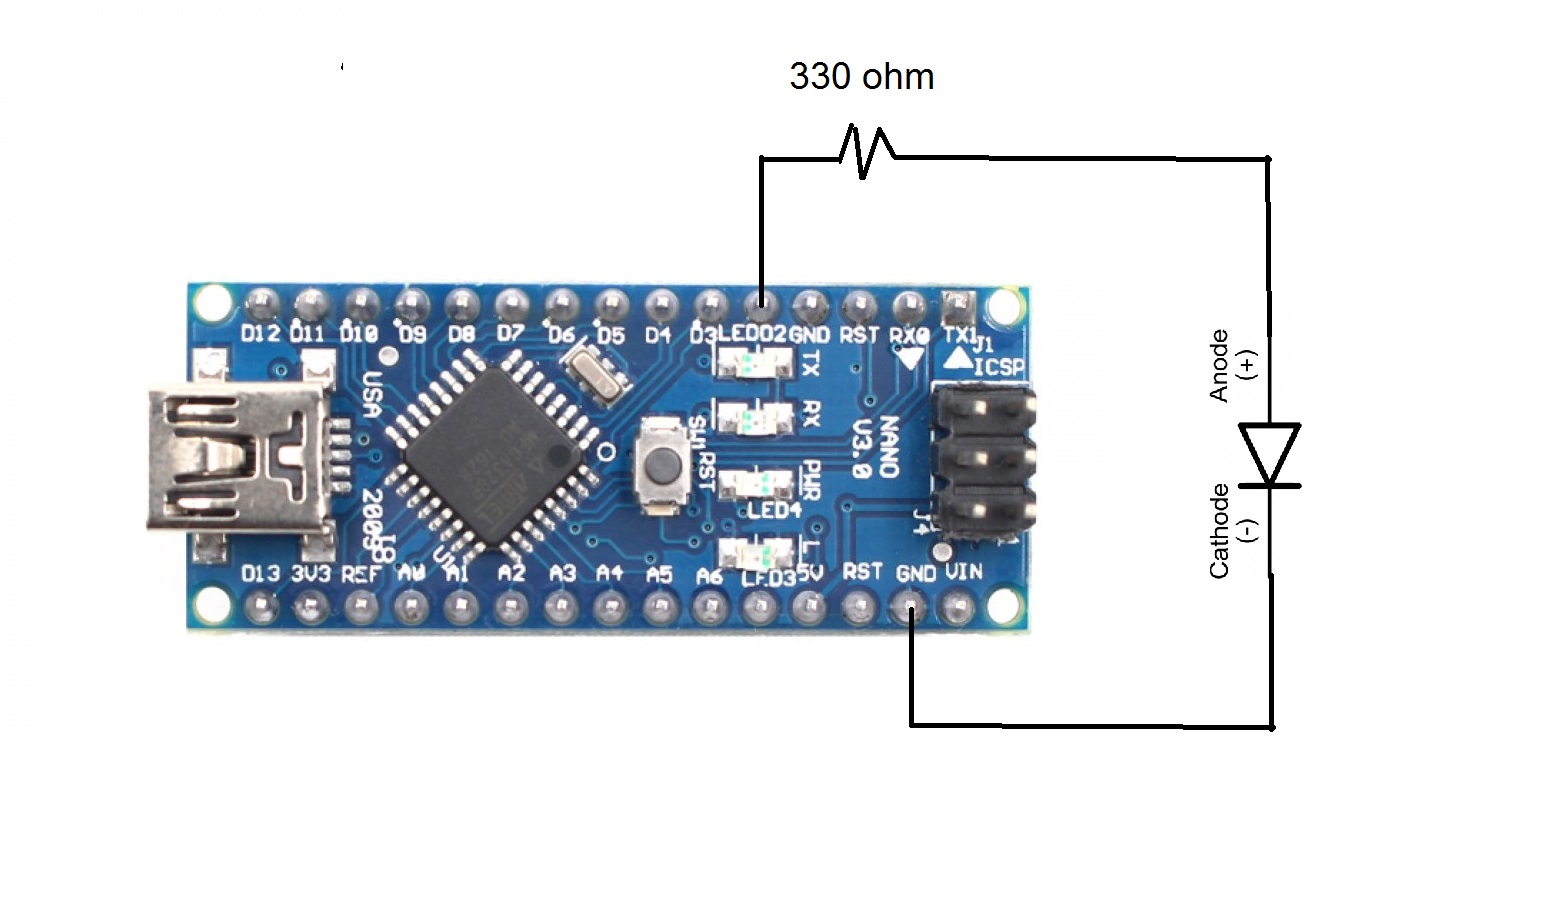 330 ohm
D12 D11 D10 D9 D8 D7 D6 D5 D4 D3 LED D2 GND RST RX0 TX1
J1
ICSP
TX
RX
PWR
LED4
L
LED3
SW1 RST
NANO
V3.0
J4
USA
2009
U1
D13 3V3 REF A0 A1 A2 A3 A4 A5 A6 5V RST GND VIN
Anode
(+)
Cathode
(-)